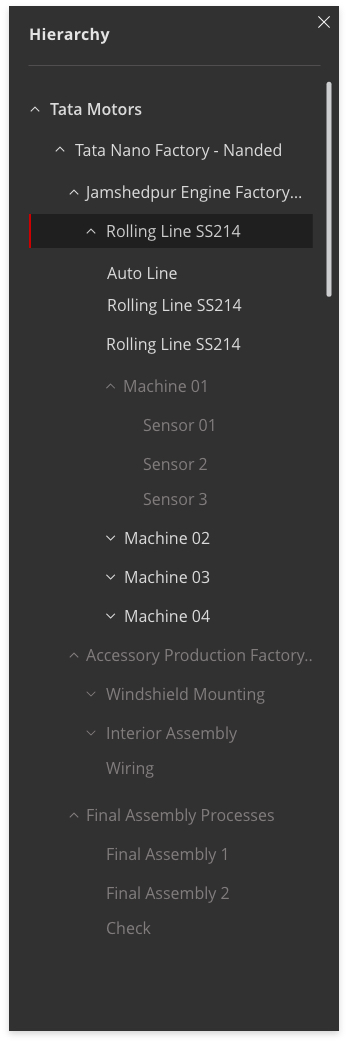 Hierarchy
Tata Motors
Tata Nano Factory - Nanded
Jamshedpur Engine Factory...
Rolling Line SS214
Auto Line
Rolling Line SS214
Rolling Line SS214
Machine 01
Sensor 01
Sensor 2
Sensor 3
Machine 02
Machine 03
Machine 04
Accessory Production Factory..
Windshield Mounting
Interior Assembly
Wiring
Final Assembly Processes
Final Assembly 1
Final Assembly 2
Check